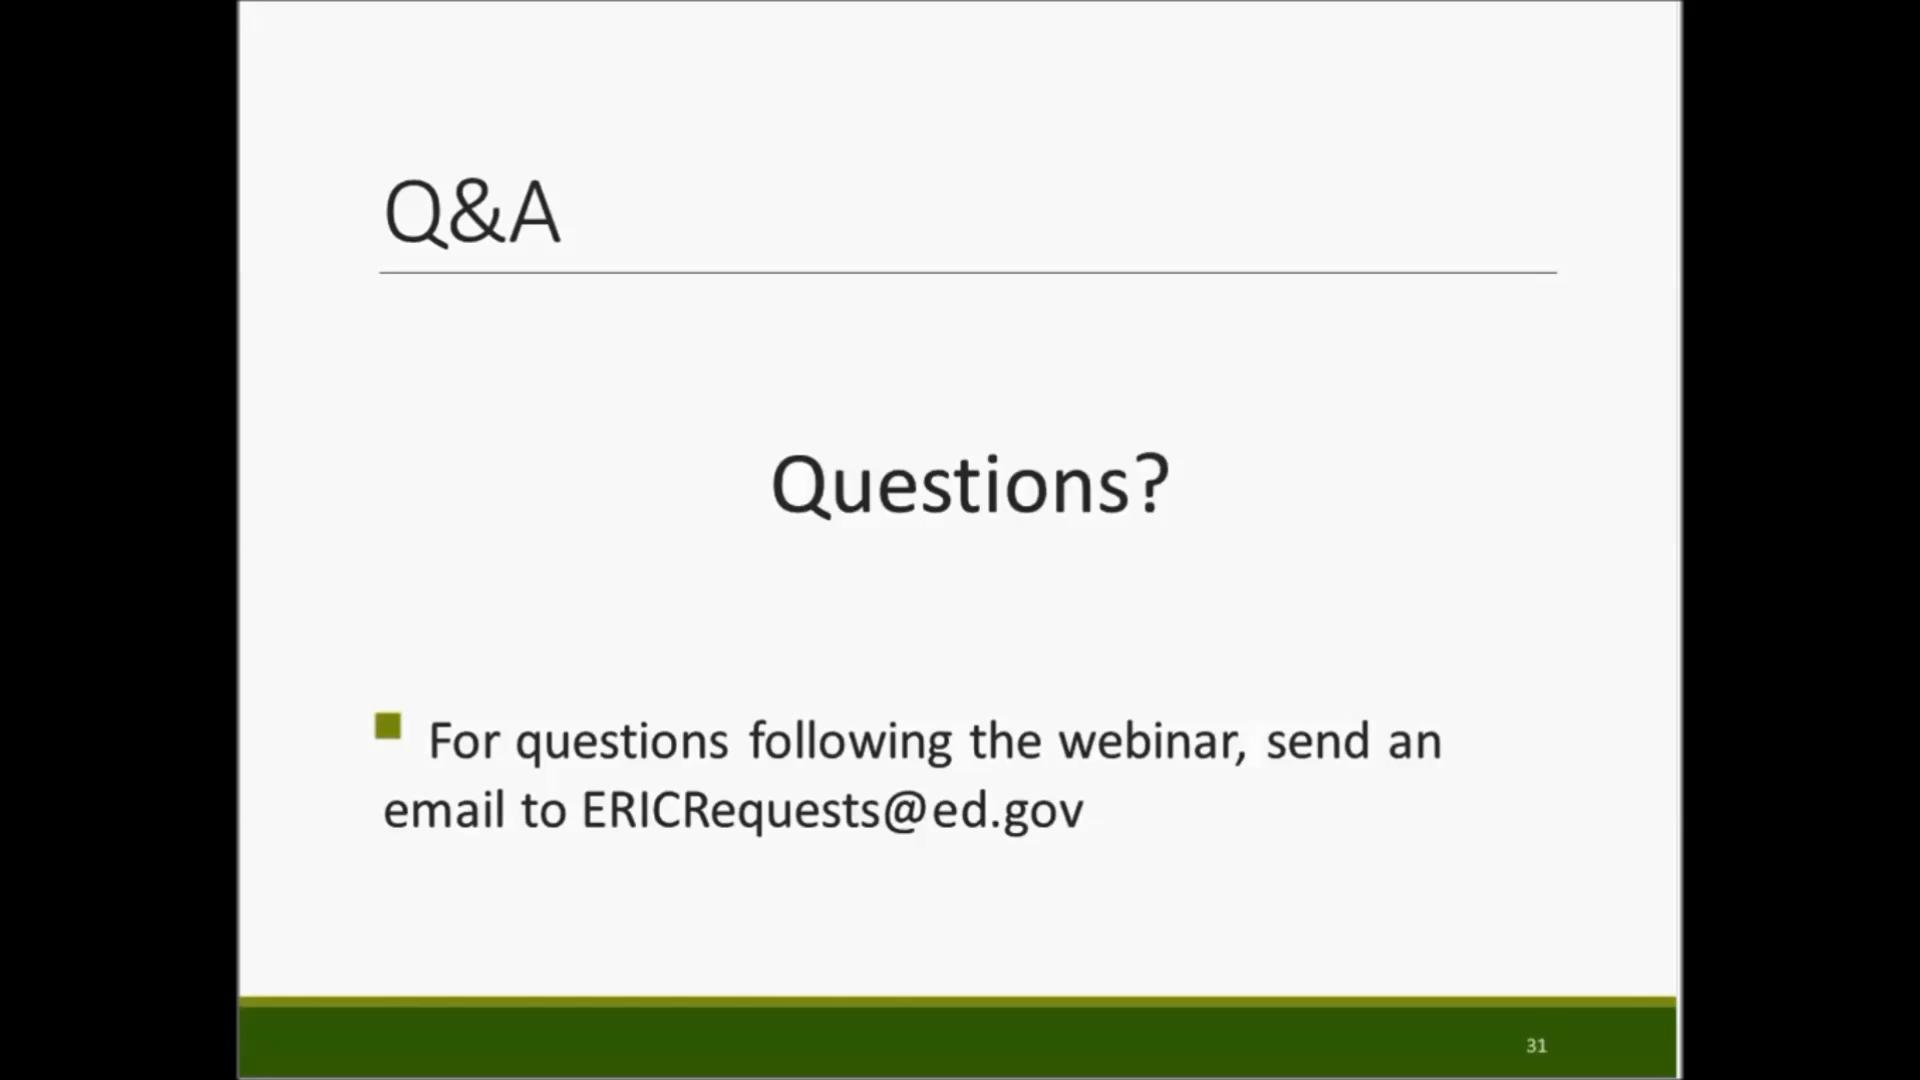 Q&A
Questions?
For questions following the webinar, send an
email to ERICRequests@ed.gov
31